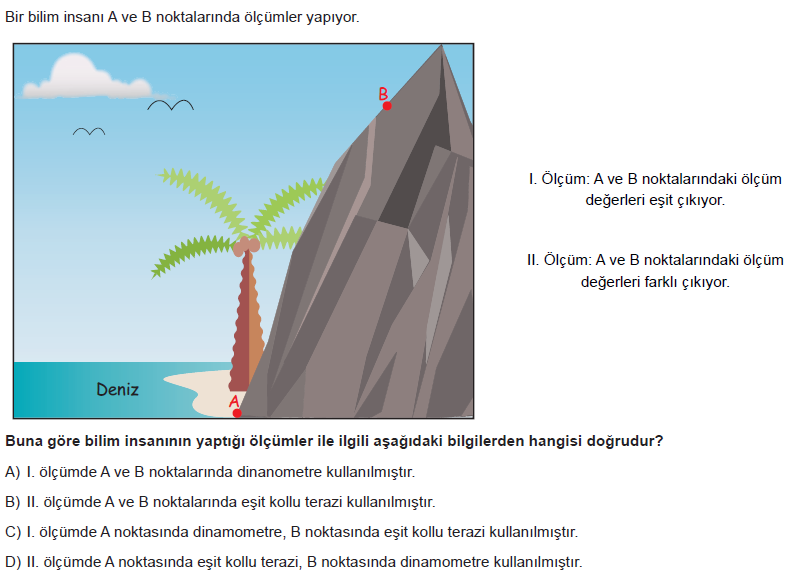 Bir bilim insanı A ve B noktalarında ölçümler yapıyor.
B
I. Ölçüm: A ve B noktalarındaki ölçüm
değerleri eşit çıkıyor.
II. Ölçüm: A ve B noktalarındaki ölçüm
değerleri farklı çıkıyor.
Deniz
A
Buna göre bilim insanının yaptığı ölçümler ile ilgili aşağıdaki bilgilerden hangisi doğrudur?
A) I. ölçümde A ve B noktalarında dinanometre kullanılmıştır.
B) II. ölçümde A ve B noktalarında eşit kollu terazi kullanılmıştır.
C) I. ölçümde A noktasında dinamometre, B noktasında eşit kollu terazi kullanılmıştır.
D) II. ölçümde A noktasında eşit kollu terazi, B noktasında dinamometre kullanılmıştır.